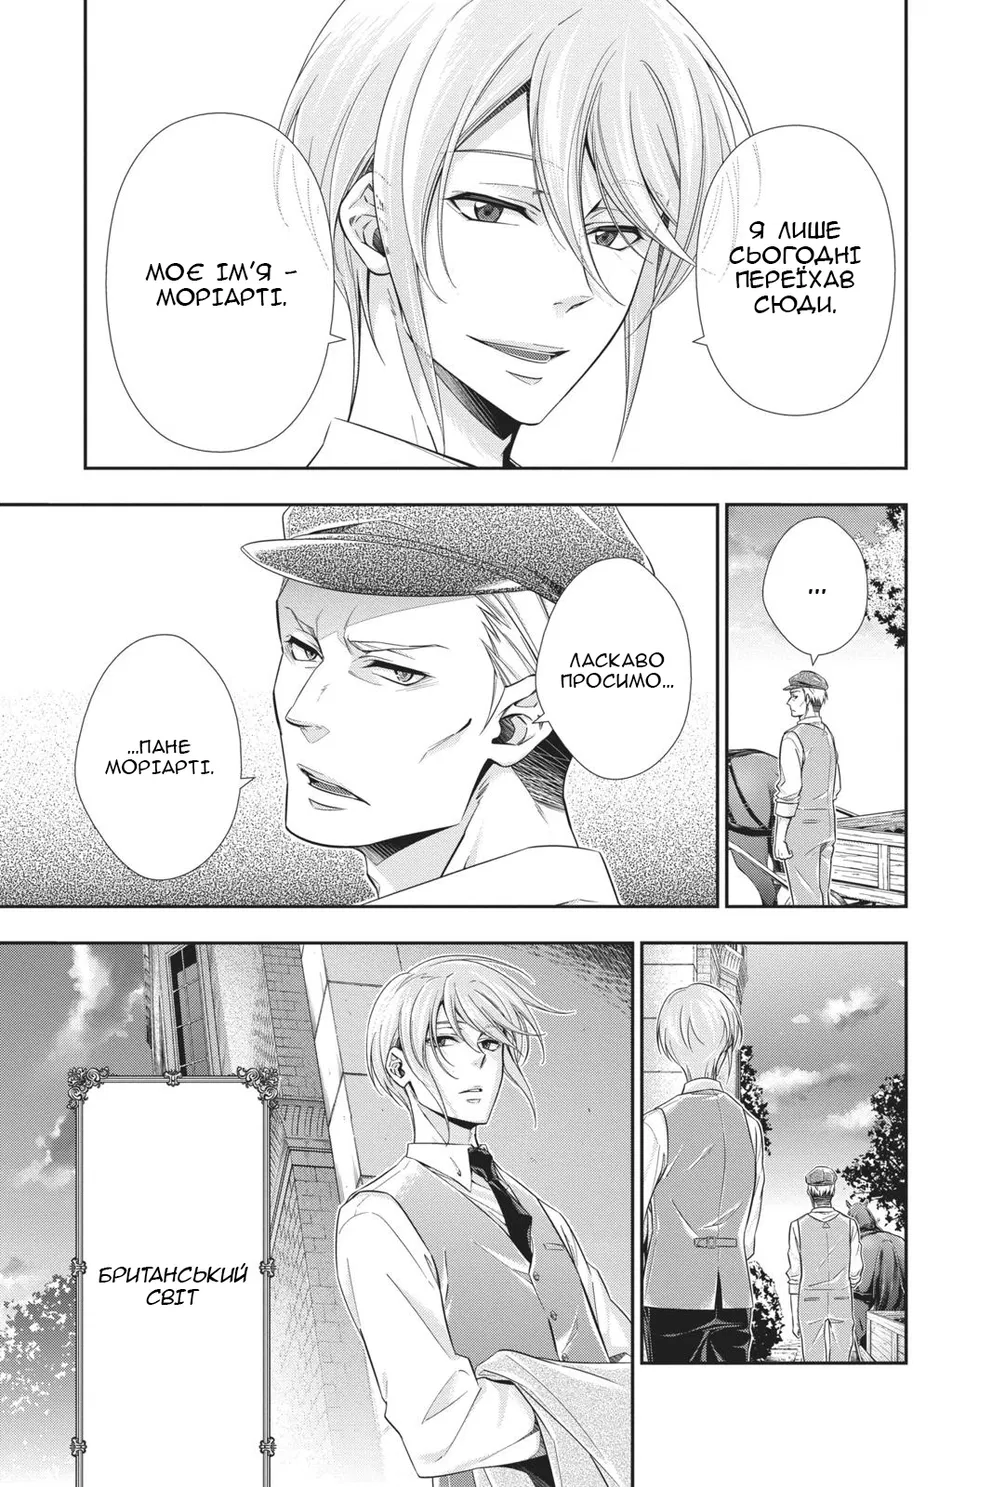 Я ЛИШЕ
СЬОГОДНІ
ПЕРЕЇХАВ
СЮДИ.
МОЄ ІМ'Я –
МОРІАРТІ.
...
ЛАСКАВО
ПРОСИМО...
...ПАНЕ
МОРІАРТІ.
БРИТАНСЬКИЙ
СВІТ